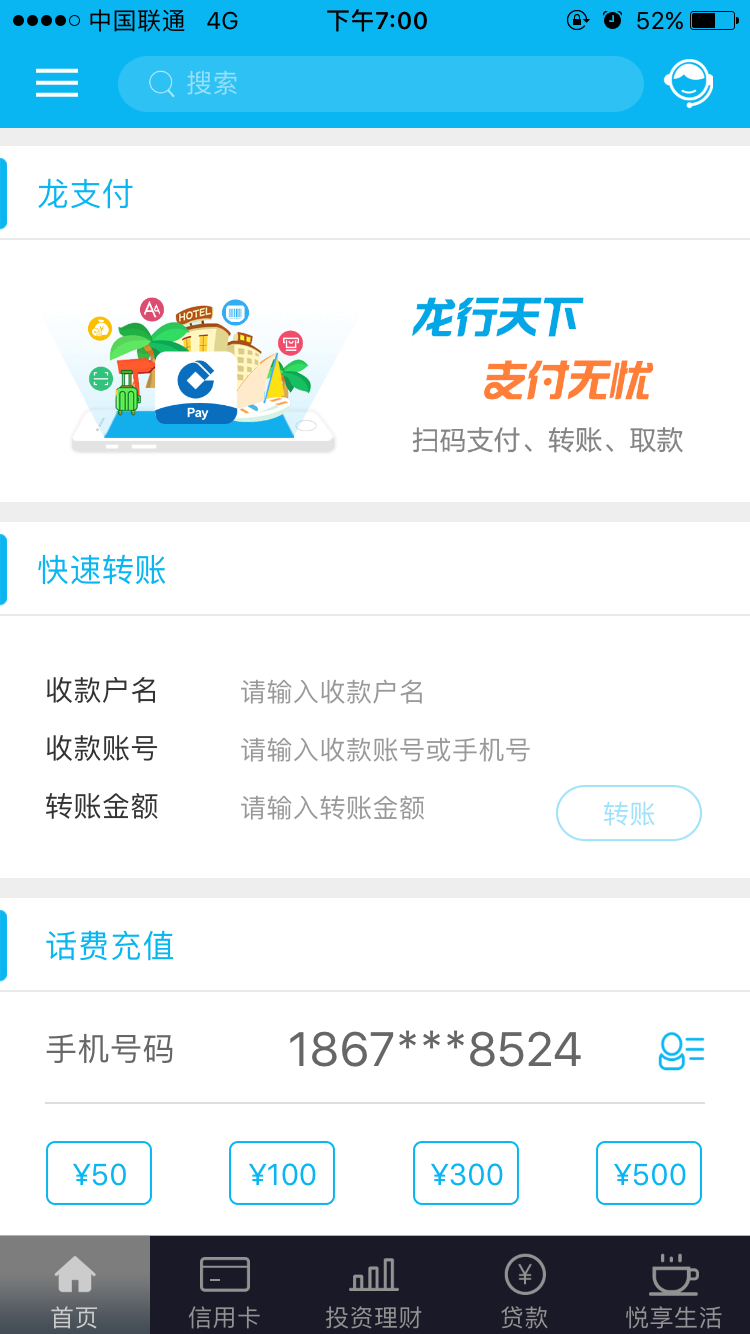 中国联通 4G 下午7:00 52%
搜索
龙支付
HOTEL
Pay
龙行天下
支付无忧
扫码支付、转账、取款
快速转账
收款户名 请输入收款户名
收款账号 请输入收款账号或手机号
转账金额 请输入转账金额
转账
话费充值
手机号码 1867***8524
¥50 ¥100 ¥300 ¥500
首页 信用卡 投资理财 贷款 悦享生活